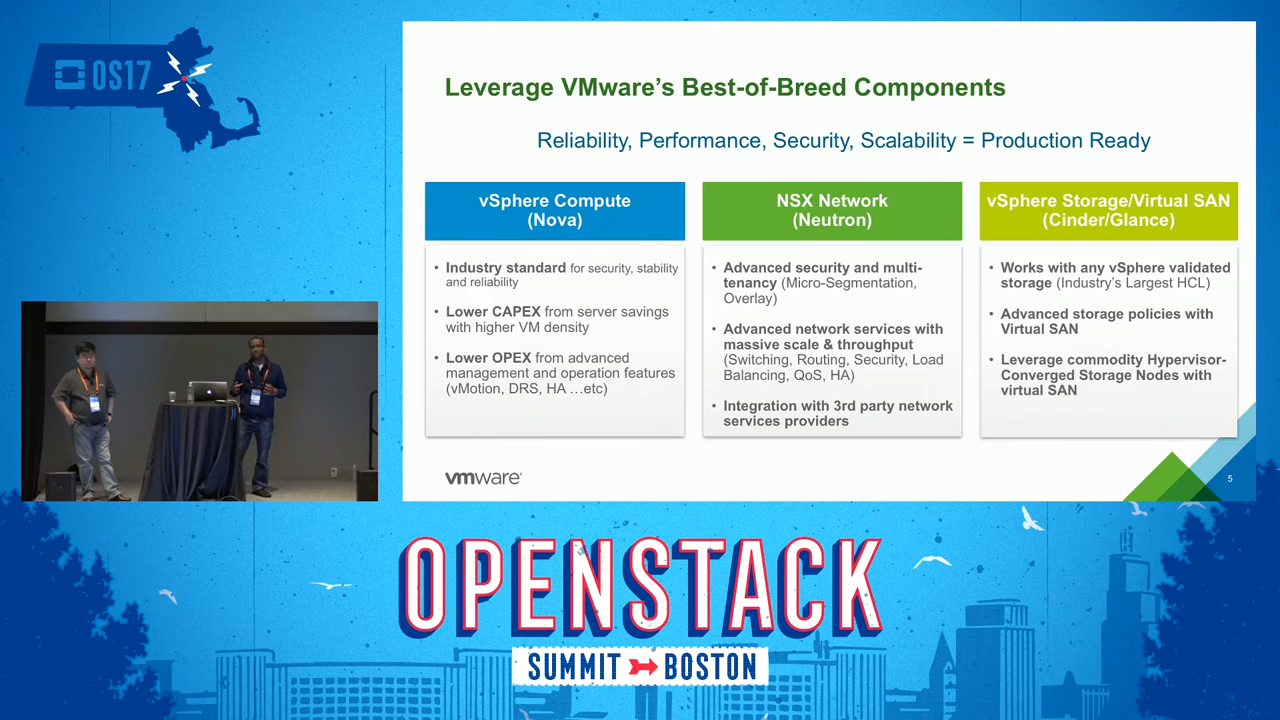 OS17
Leverage VMware's Best-of-Breed Components
Reliability, Performance, Security, Scalability = Production Ready
vSphere Compute
(Nova)
• Industry standard for security, stability
and reliability
• Lower CAPEX from server savings
with higher VM density
• Lower OPEX from advanced
management and operation features
(vMotion, DRS, HA ...etc)
NSX Network
(Neutron)
• Advanced security and multi-
tenancy (Micro-Segmentation,
Overlay)
• Advanced network services with
massive scale & throughput
(Switching, Routing, Security, Load
Balancing, QoS, HA)
• Integration with 3rd party network
services providers
vSphere Storage/Virtual SAN
(Cinder/Glance)
• Works with any vSphere validated
storage (Industry's Largest HCL)
• Advanced storage policies with
Virtual SAN
• Leverage commodity Hypervisor-
Converged Storage Nodes with
virtual SAN
vmware®
5
OPENSTACK
SUMMIT BOSTON